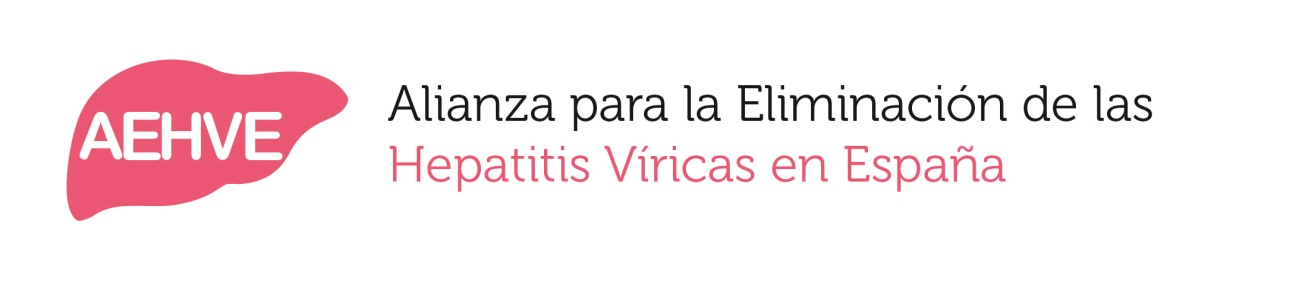 AEHVE
Alianza para la Eliminación de las
Hepatitis Víricas en España